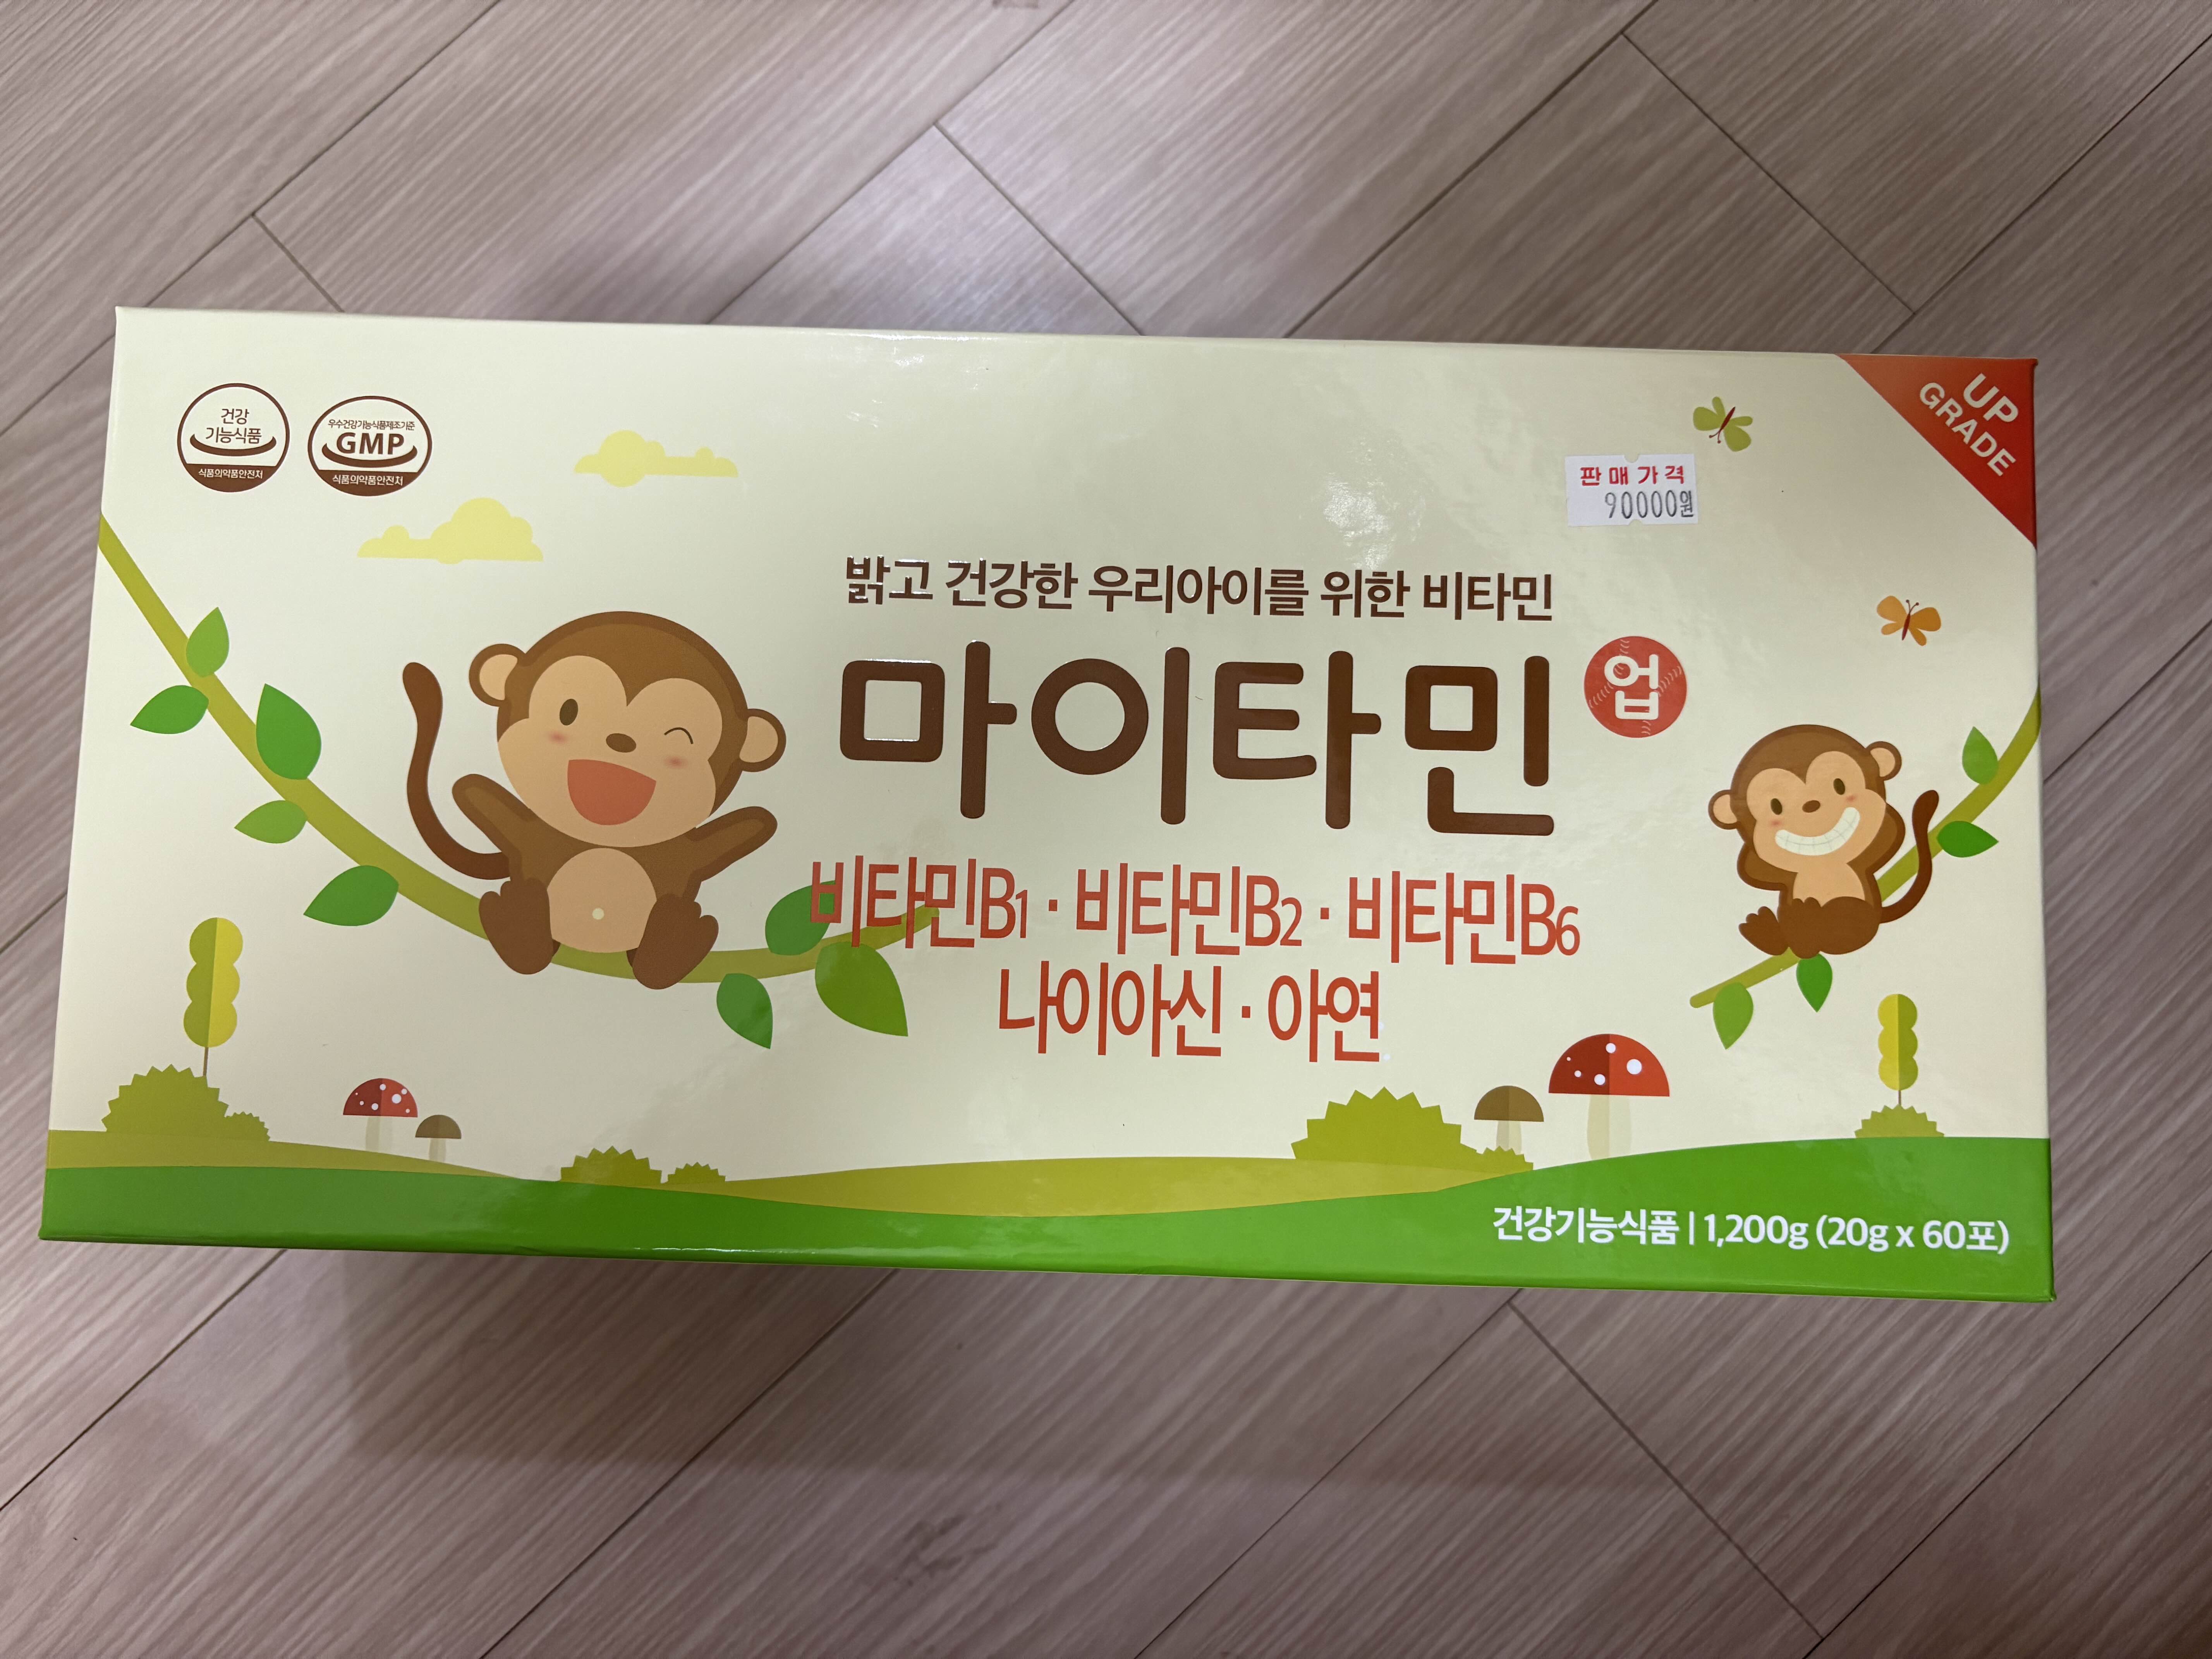 건강
기능식품
식품의약품안전처
우수건강기능식품제조기준
GMP
식품의약품안전처
UP
GRADE
판매가격
90000원
밝고 건강한 우리아이를 위한 비타민
마이타민 업
비타민B1 · 비타민B2 · 비타민B6
나이아신 · 아연
건강기능식품 | 1,200g (20g x 60포)